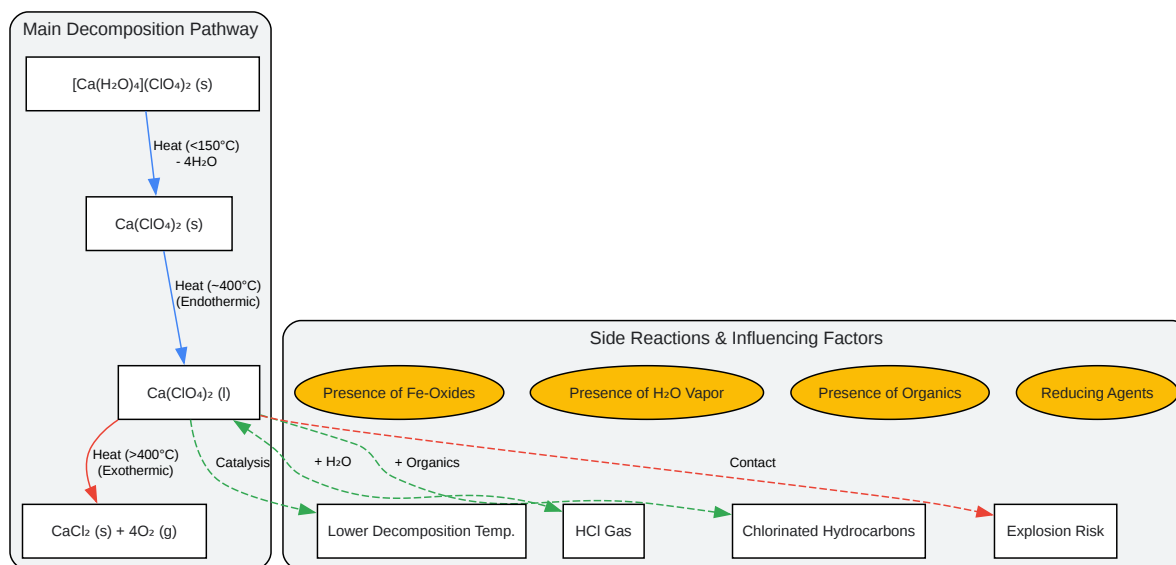 Main Decomposition Pathway
[Ca(H₂O)₄](ClO₄)₂ (s)
Heat (<150°C)
- 4H₂O
Ca(ClO₄)₂ (s)
Heat (~400°C)
(Endothermic)
Ca(ClO₄)₂ (l)
Heat (>400°C)
(Exothermic)
CaCl₂ (s) + 4O₂ (g)
Side Reactions & Influencing Factors
Presence of Fe-Oxides
Presence of H₂O Vapor
Presence of Organics
Reducing Agents
Catalysis
+ H₂O
+ Organics
Contact
Lower Decomposition Temp.
HCl Gas
Chlorinated Hydrocarbons
Explosion Risk